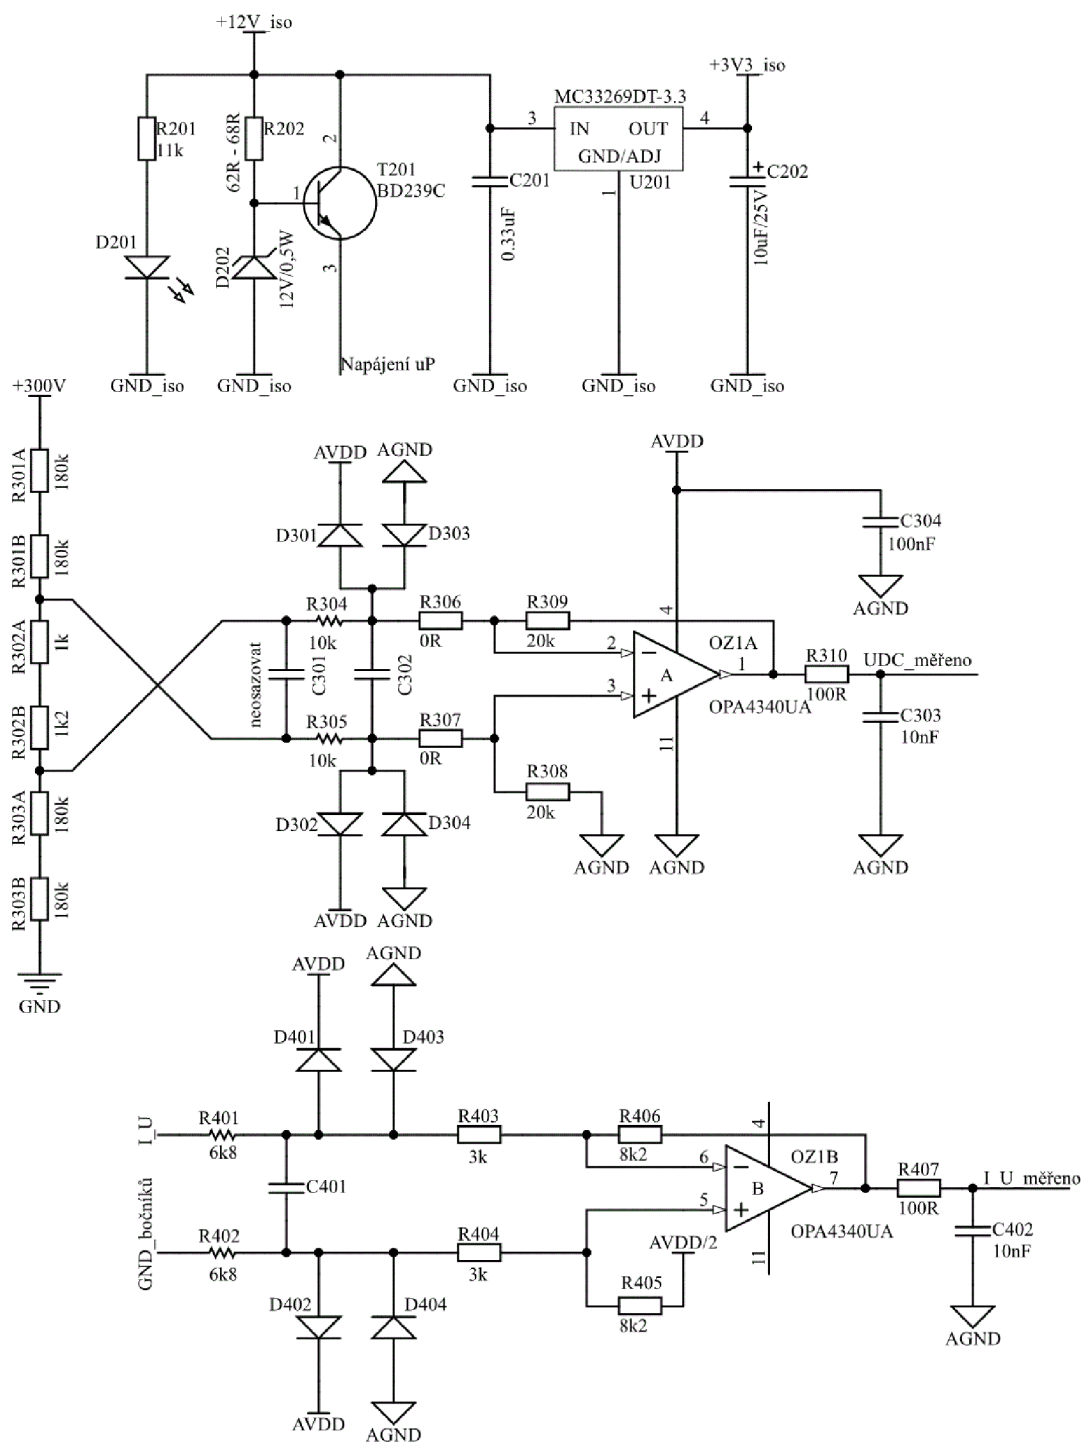 +12V_iso
+3V3_iso
MC33269DT-3.3
3
IN
OUT
4
GND/ADJ
U201
1
R201
11k
62R - 68R
R202
2
T201
BD239C
1
3
D201
D202
12V/0,5W
C201
0.33uF
C202
+
10uF/25V
Napájení uP
GND_iso
GND_iso
GND_iso
GND_iso
GND_iso
+300V
R301A
180k
R301B
180k
R302A
1k
R302B
1k2
R303A
180k
R303B
180k
GND
AVDD
AGND
D301
D303
R304
10k
neosazovat
C301
C302
R305
10k
R306
0R
R307
0R
R309
20k
R308
20k
AGND
D302
D304
AVDD
AGND
AVDD
4
C304
100nF
AGND
2
3
A
OZ1A
1
OPA4340UA
11
AGND
R310
100R
UDC_měřeno
C303
10nF
AGND
AVDD
AGND
D401
D403
I_U
R401
6k8
C401
GND_bočníků
R402
6k8
R403
3k
R404
3k
R406
8k2
AVDD/2
R405
8k2
D402
D404
AVDD
AGND
4
6
5
B
OZ1B
7
OPA4340UA
11
R407
100R
I_U_měřeno
C402
10nF
AGND